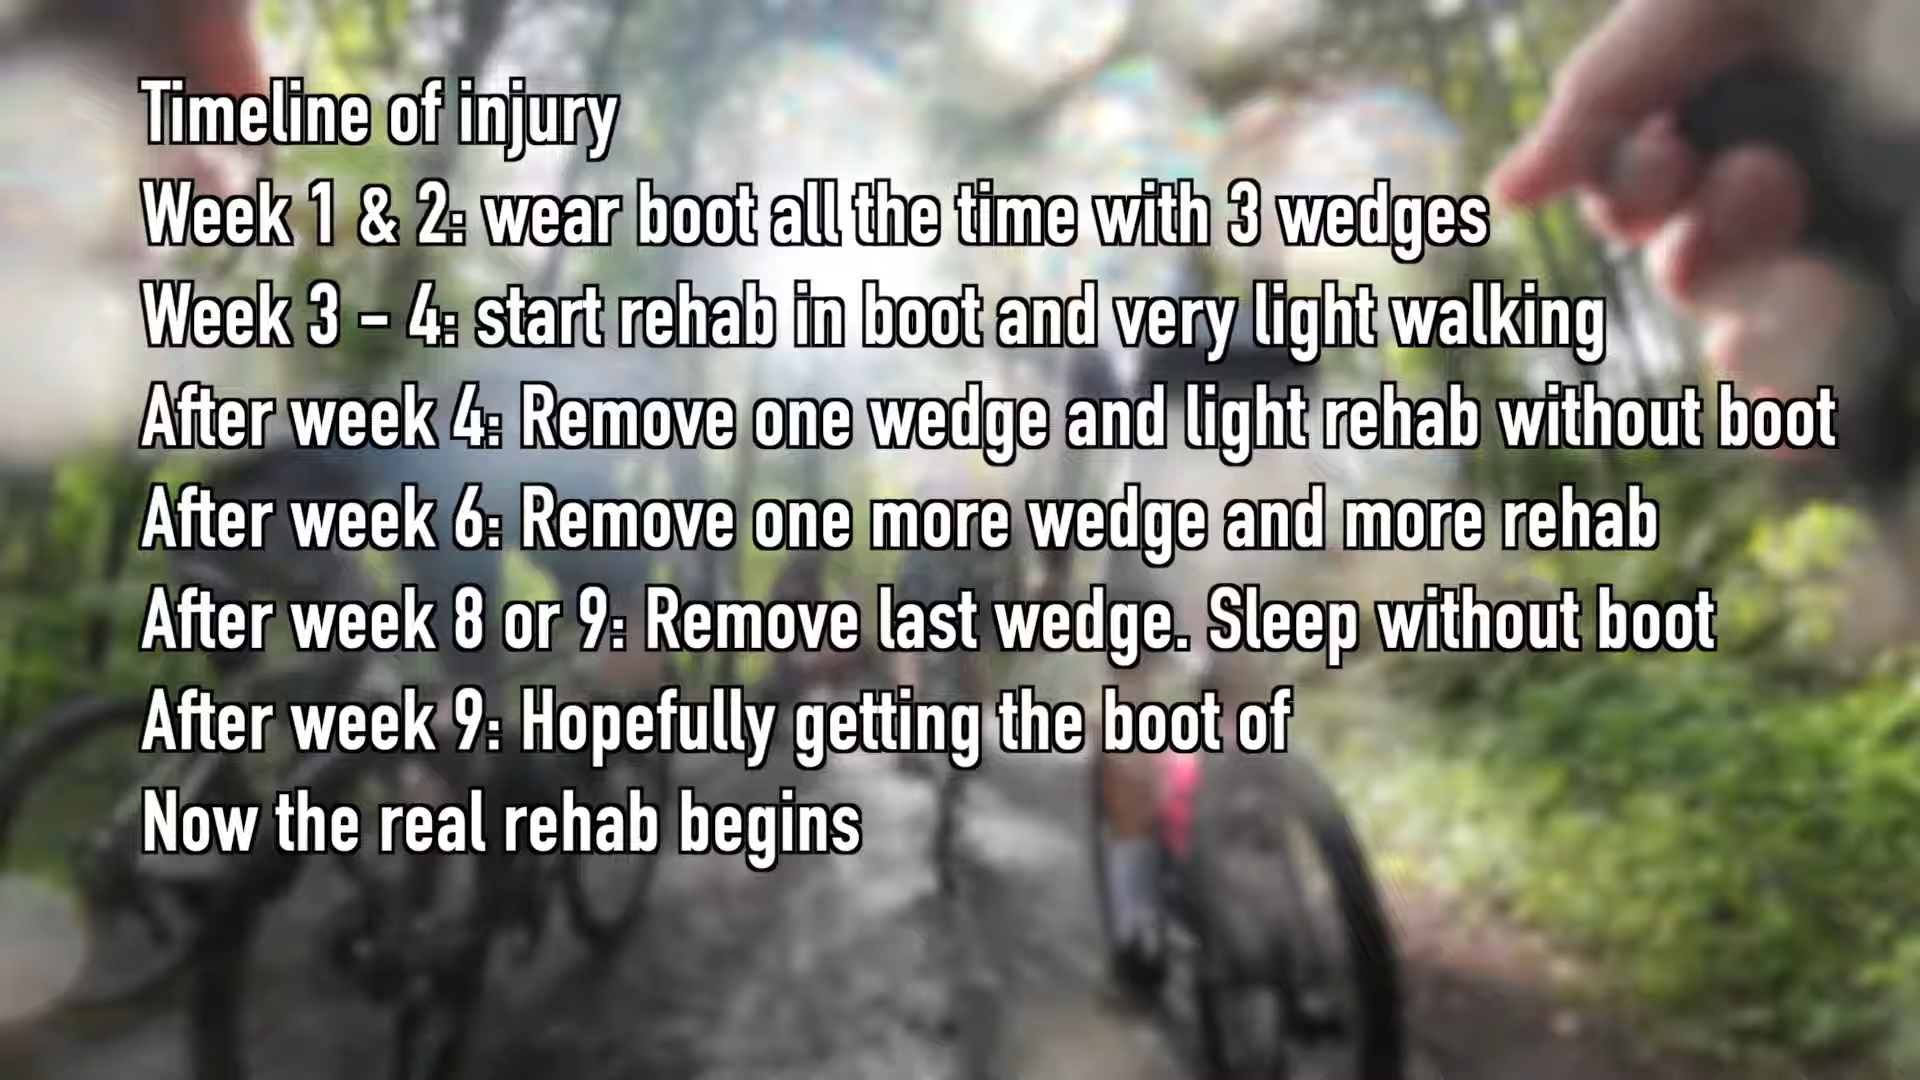 Timeline of injury
Week 1 & 2: wear boot all the time with 3 wedges
Week 3 – 4: start rehab in boot and very light walking
After week 4: Remove one wedge and light rehab without boot
After week 6: Remove one more wedge and more rehab
After week 8 or 9: Remove last wedge. Sleep without boot
After week 9: Hopefully getting the boot of
Now the real rehab begins